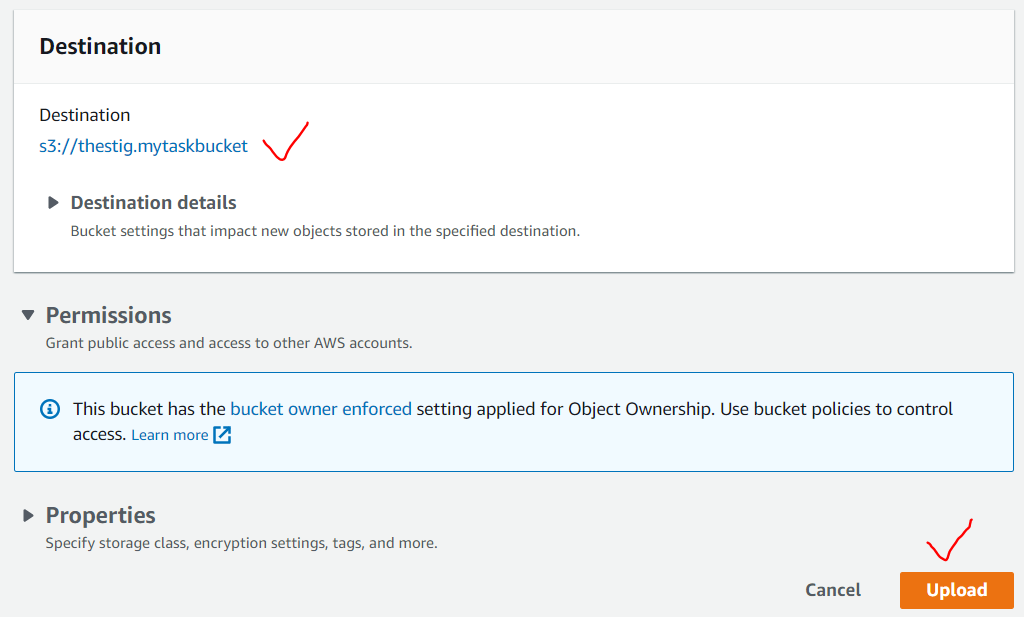 Destination
Destination
s3://thestig.mytaskbucket
Destination details
Bucket settings that impact new objects stored in the specified destination.
Permissions
Grant public access and access to other AWS accounts.
This bucket has the bucket owner enforced setting applied for Object Ownership. Use bucket policies to control
access. Learn more
Properties
Specify storage class, encryption settings, tags, and more.
Cancel
Upload